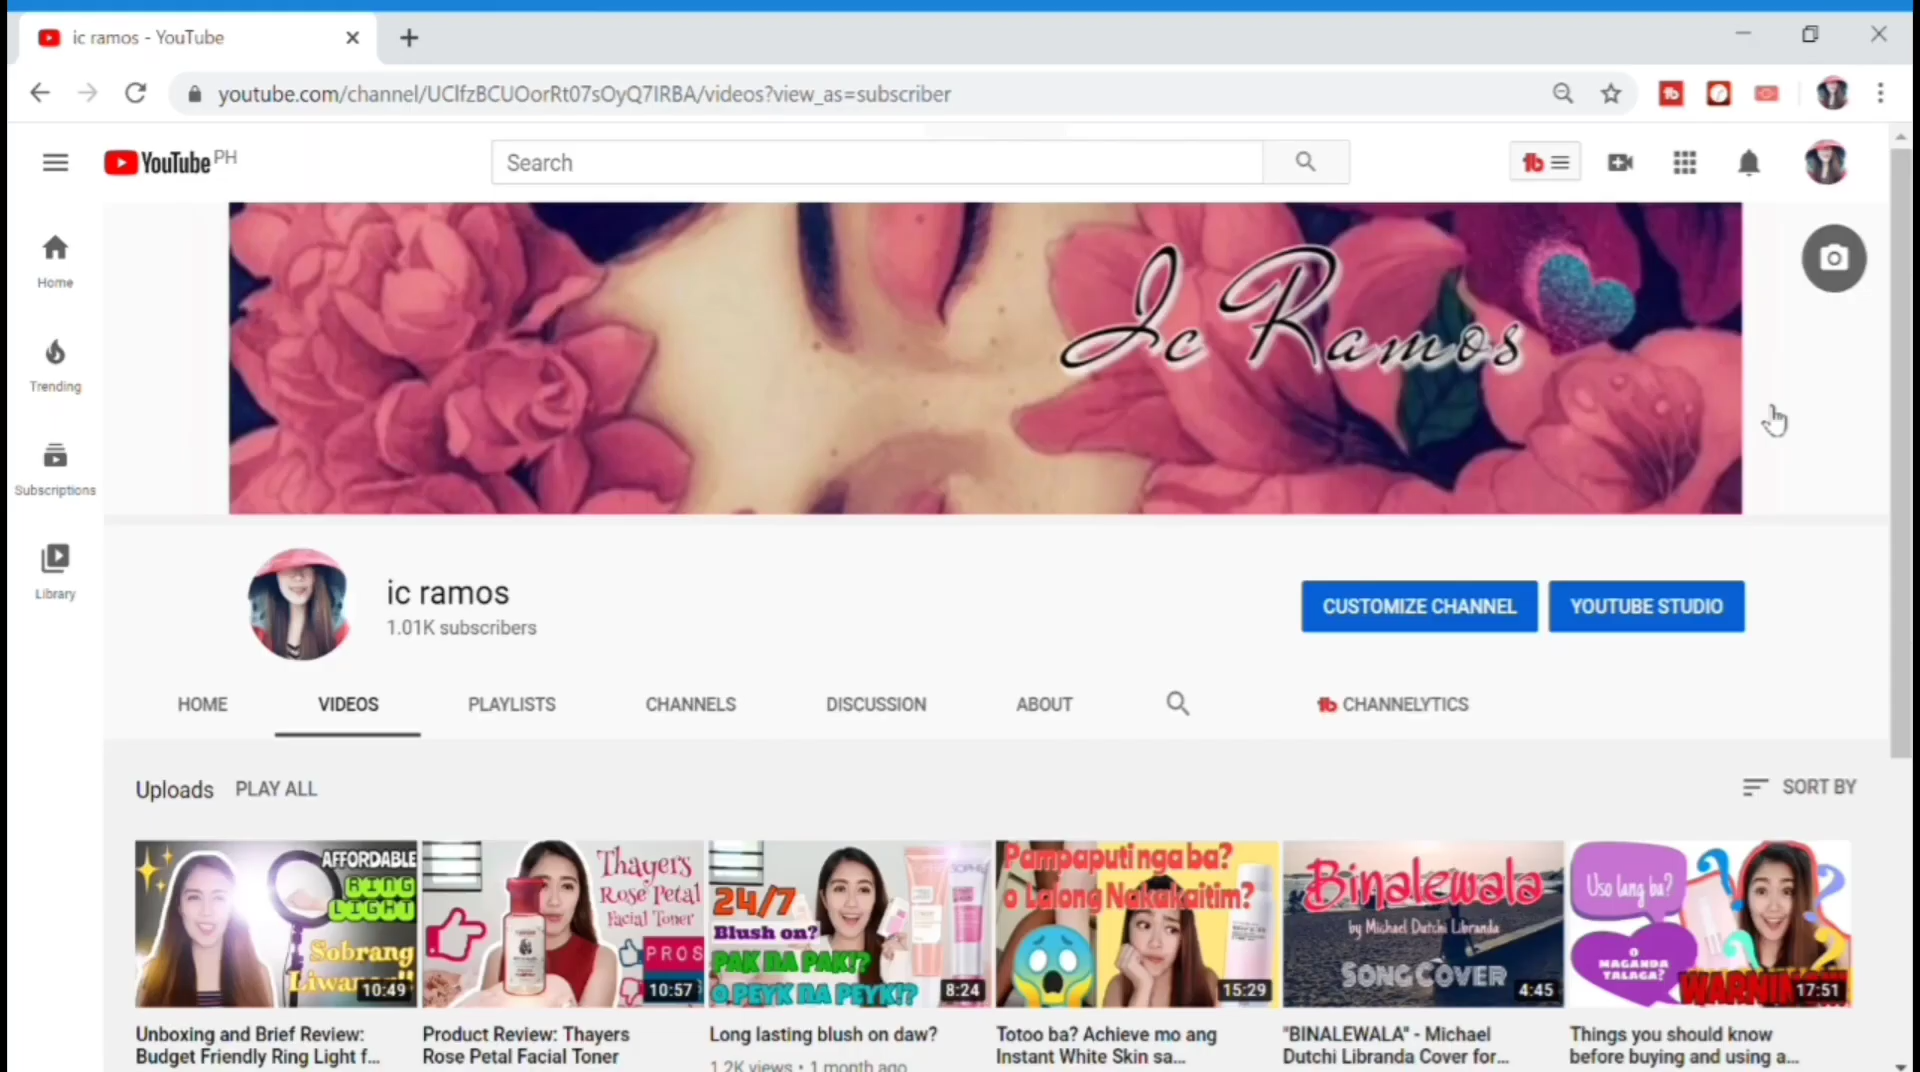 ic ramos - YouTube
youtube.com/channel/UClfzBCUOorRt07sOyQ7IRBA/videos?view_as=subscriber
YouTube PH
Search
Home
Trending
Subscriptions
Library
Ic Ramos
ic ramos
1.01K subscribers
CUSTOMIZE CHANNEL
YOUTUBE STUDIO
HOME
VIDEOS
PLAYLISTS
CHANNELS
DISCUSSION
ABOUT
CHANNELYTICS
Uploads
PLAY ALL
SORT BY
AFFORDABLE
RING
LIGHT
Sobrang
10:49
Unboxing and Brief Review:
Budget Friendly Ring Light f...
Thayers
Rose Petal
Facial Toner
PROS
10:57
Product Review: Thayers
Rose Petal Facial Toner
24/7
Blush on?
PAK NA PAK!?
O PEYK NA PEYK!?
8:24
Long lasting blush on daw?
1.2K views • 1 month ago
Pampaputi nga ba?
o Lalong Nakakaitim?
15:29
Totoo ba? Achieve mo ang
Instant White Skin sa...
Binalewala
by Michael Dutchi Libranda
SONG COVER
4:45
"BINALEWALA" - Michael
Dutchi Libranda Cover for...
Uso lang ba?
O
MAGANDA
TALAGA?
17:51
Things you should know
before buying and using a...